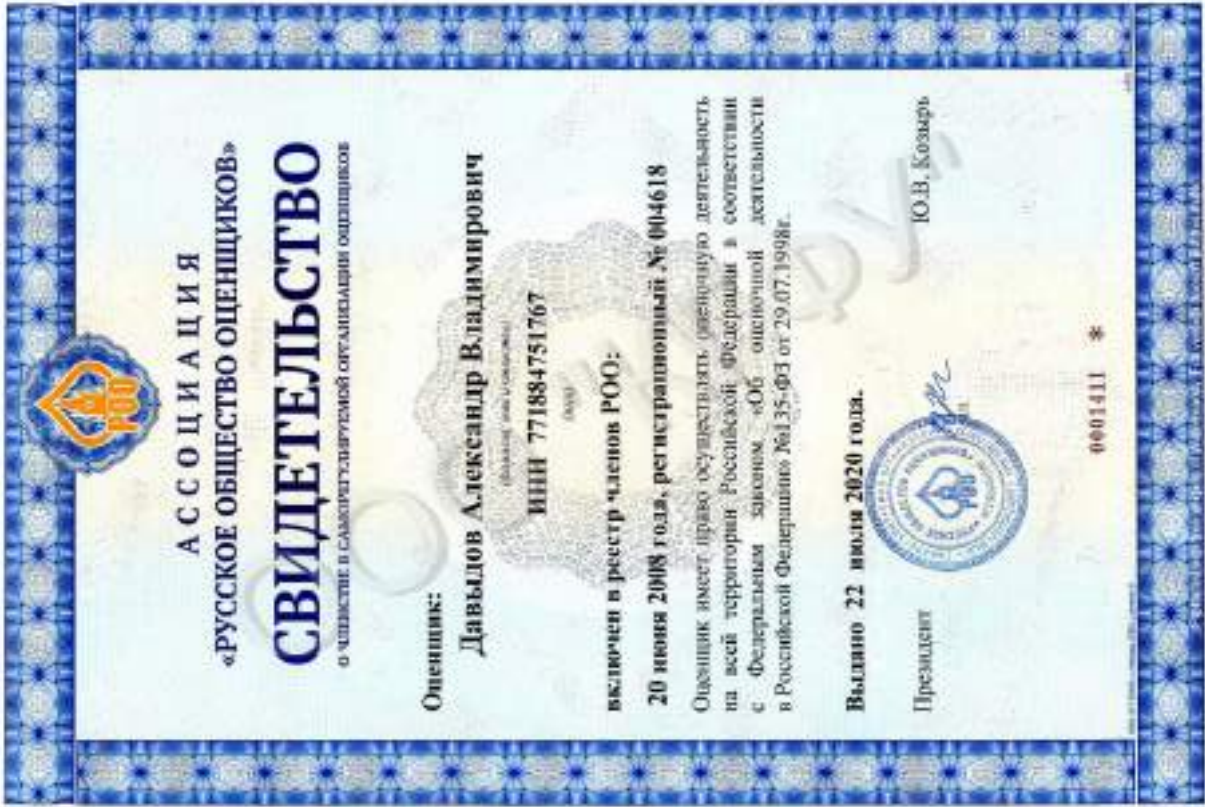 РОО
АССОЦИАЦИЯ
«РУССКОЕ ОБЩЕСТВО ОЦЕНЩИКОВ»
СВИДЕТЕЛЬСТВО
О ЧЛЕНСТВЕ В САМОРЕГУЛИРУЕМОЙ ОРГАНИЗАЦИИ ОЦЕНЩИКОВ
Оценщик:
Давыдов Александр Владимирович
ИНН 771884751767
включен в реестр членов РОО:
20 июня 2008 года, регистрационный № 004618
Оценщик имеет право осуществлять оценочную деятельность
на всей территории Российской Федерации в соответствии
с Федеральным законом «Об оценочной деятельности
в Российской Федерации» №135-ФЗ от 29.07.1998г.
Выдано 22 июля 2020 года.
Президент
Ю.В. Козырь
РОО
0001411 *